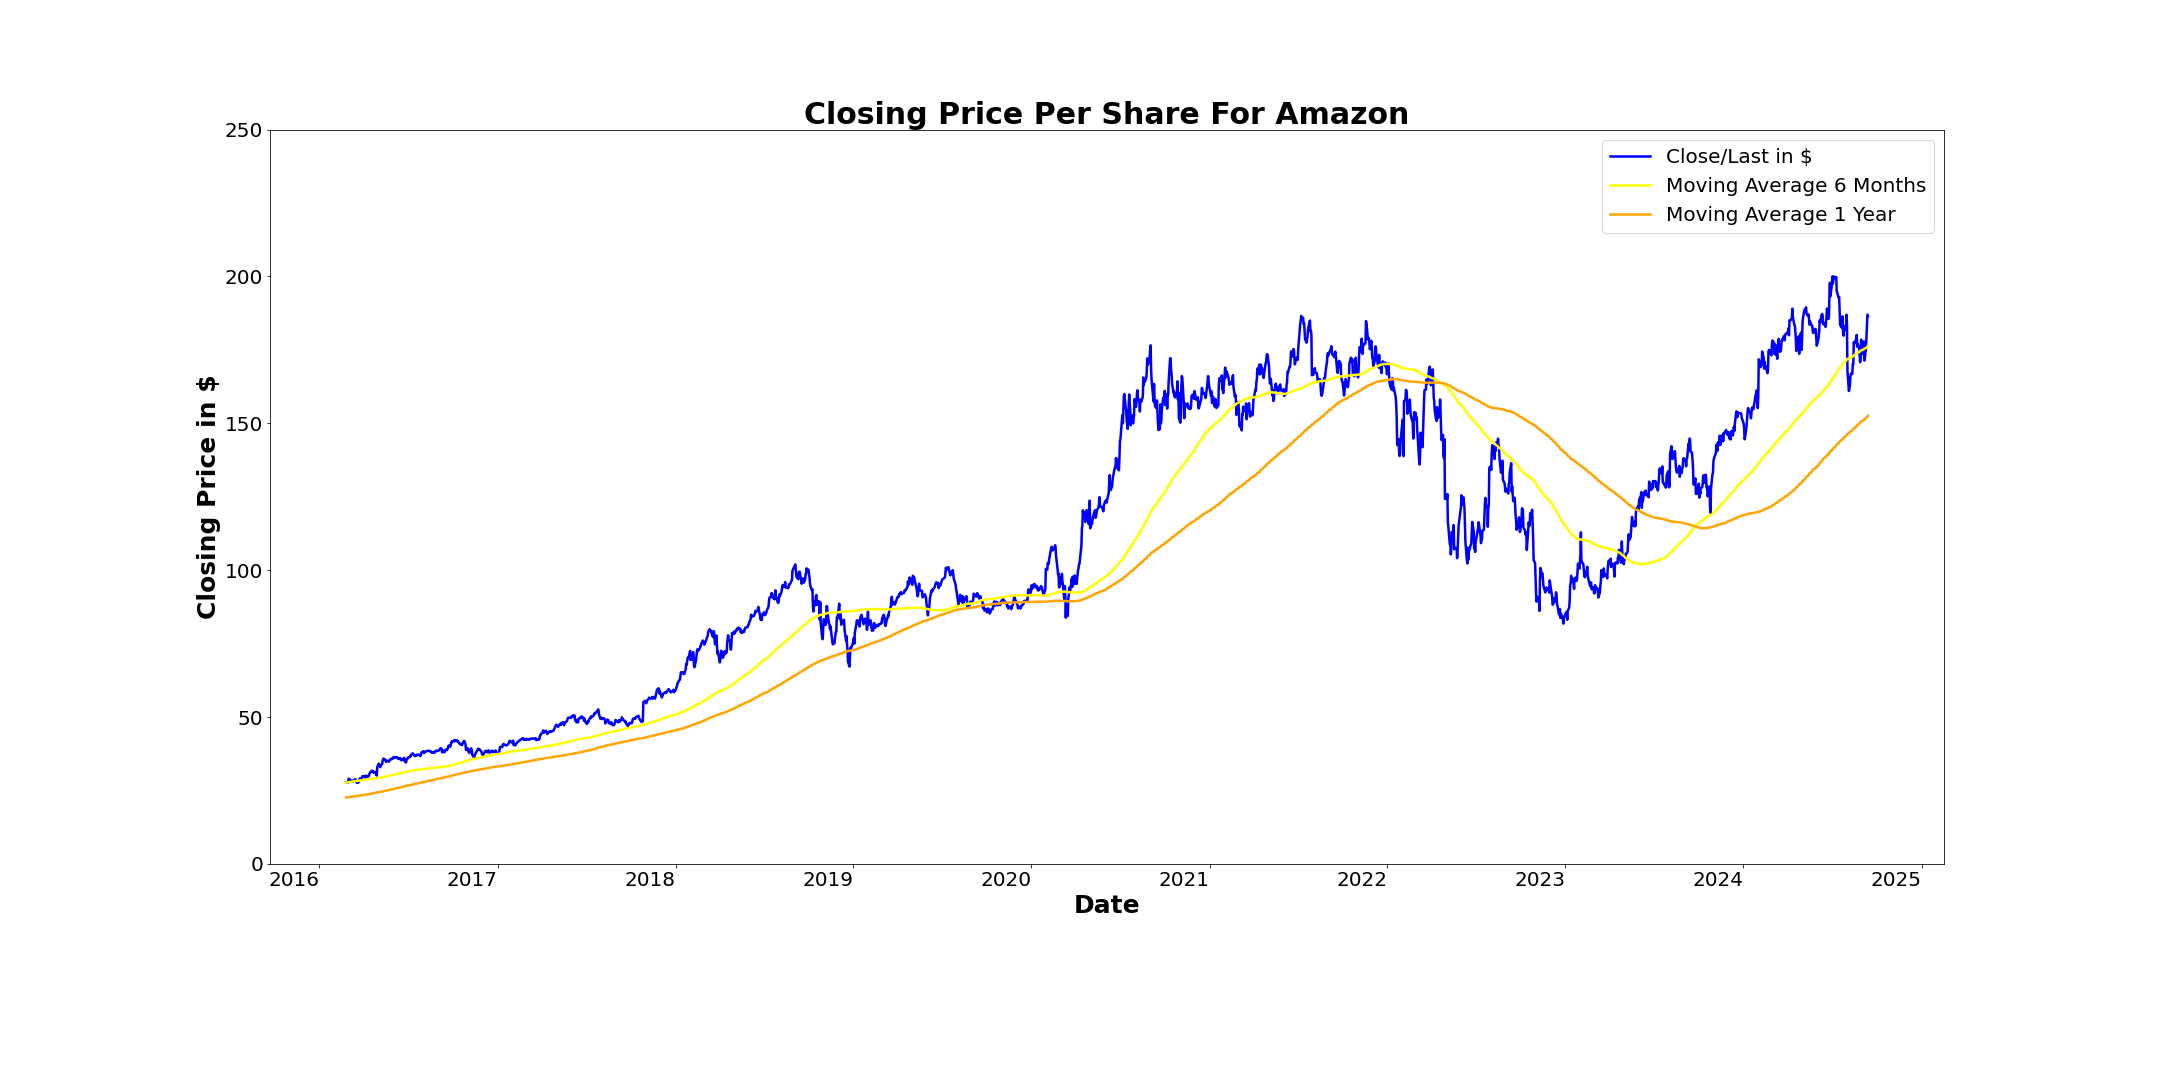 Closing Price Per Share For Amazon
Close/Last in $
Moving Average 6 Months
Moving Average 1 Year
Closing Price in $
250
200
150
100
50
0
2016 2017 2018 2019 2020 2021 2022 2023 2024 2025
Date